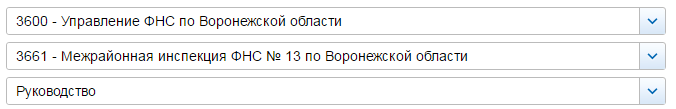 3600 - Управление ФНС по Воронежской области
3661 - Межрайонная инспекция ФНС № 13 по Воронежской области
Руководство